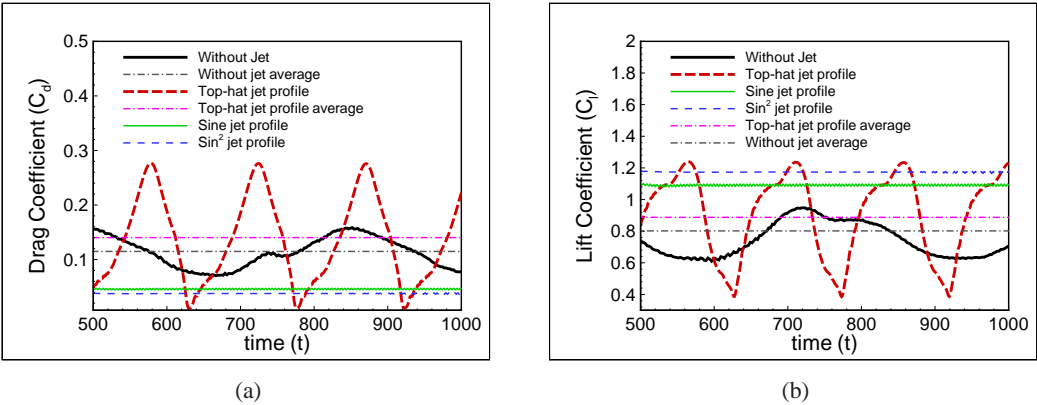 Drag Coefficient (C_d)
0.5
0.4
0.3
0.2
0.1
Without Jet
Without jet average
Top-hat jet profile
Top-hat jet profile average
Sine jet profile
Sin² jet profile
500 600 700 800 900 1000
time (t)
(a)
Lift Coefficient (C_l)
2
1.8
1.6
1.4
1.2
1
0.8
0.6
0.4
Without Jet
Top-hat jet profile
Sine jet profile
Sin² jet profile
Top-hat jet profile average
Without jet average
500 600 700 800 900 1000
time (t)
(b)